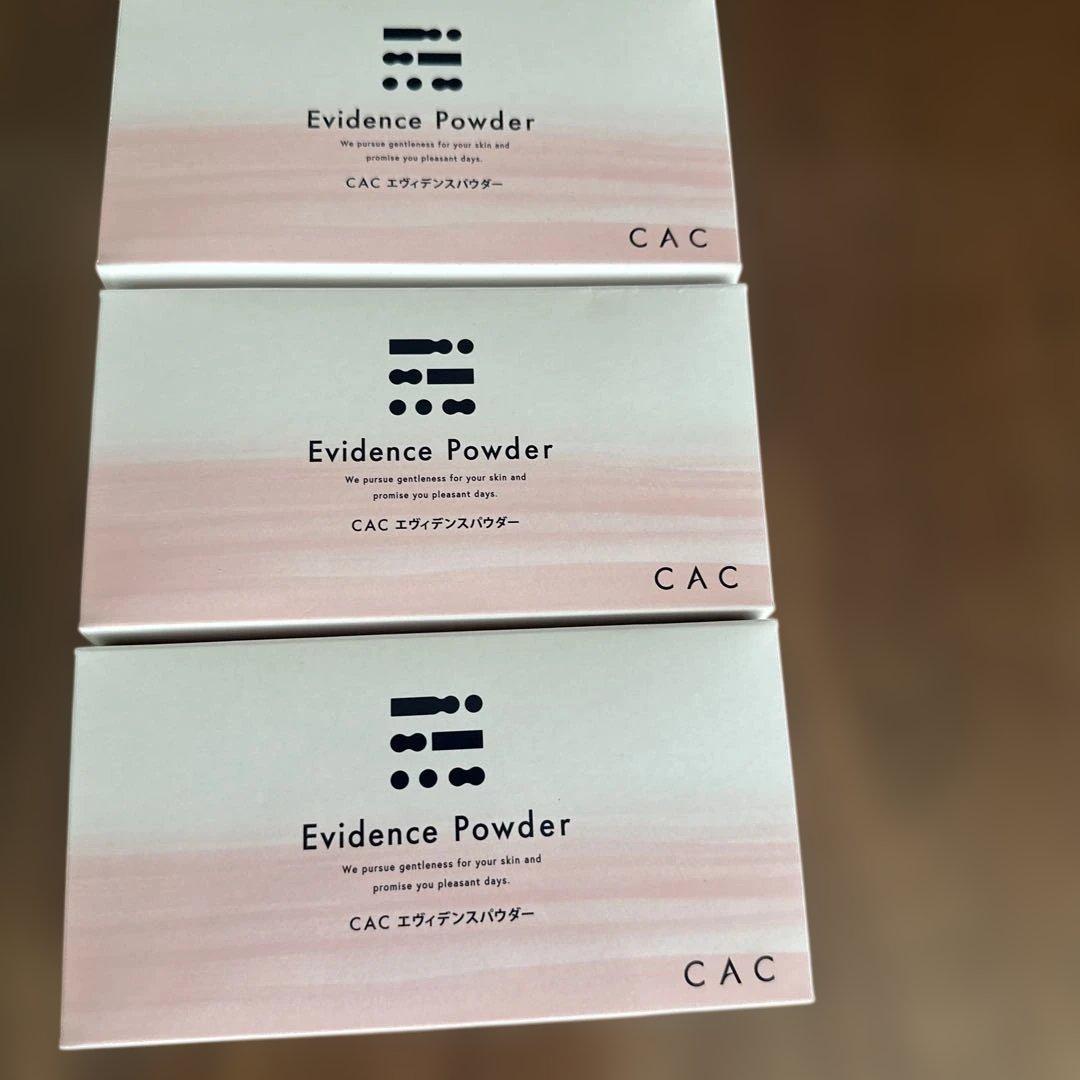 Evidence Powder
We pursue gentleness for your skin and
promise you pleasant days.
CAC エヴィデンスパウダー
CAC
Evidence Powder
We pursue gentleness for your skin and
promise you pleasant days.
CAC エヴィデンスパウダー
CAC
Evidence Powder
We pursue gentleness for your skin and
promise you pleasant days.
CAC エヴィデンスパウダー
CAC